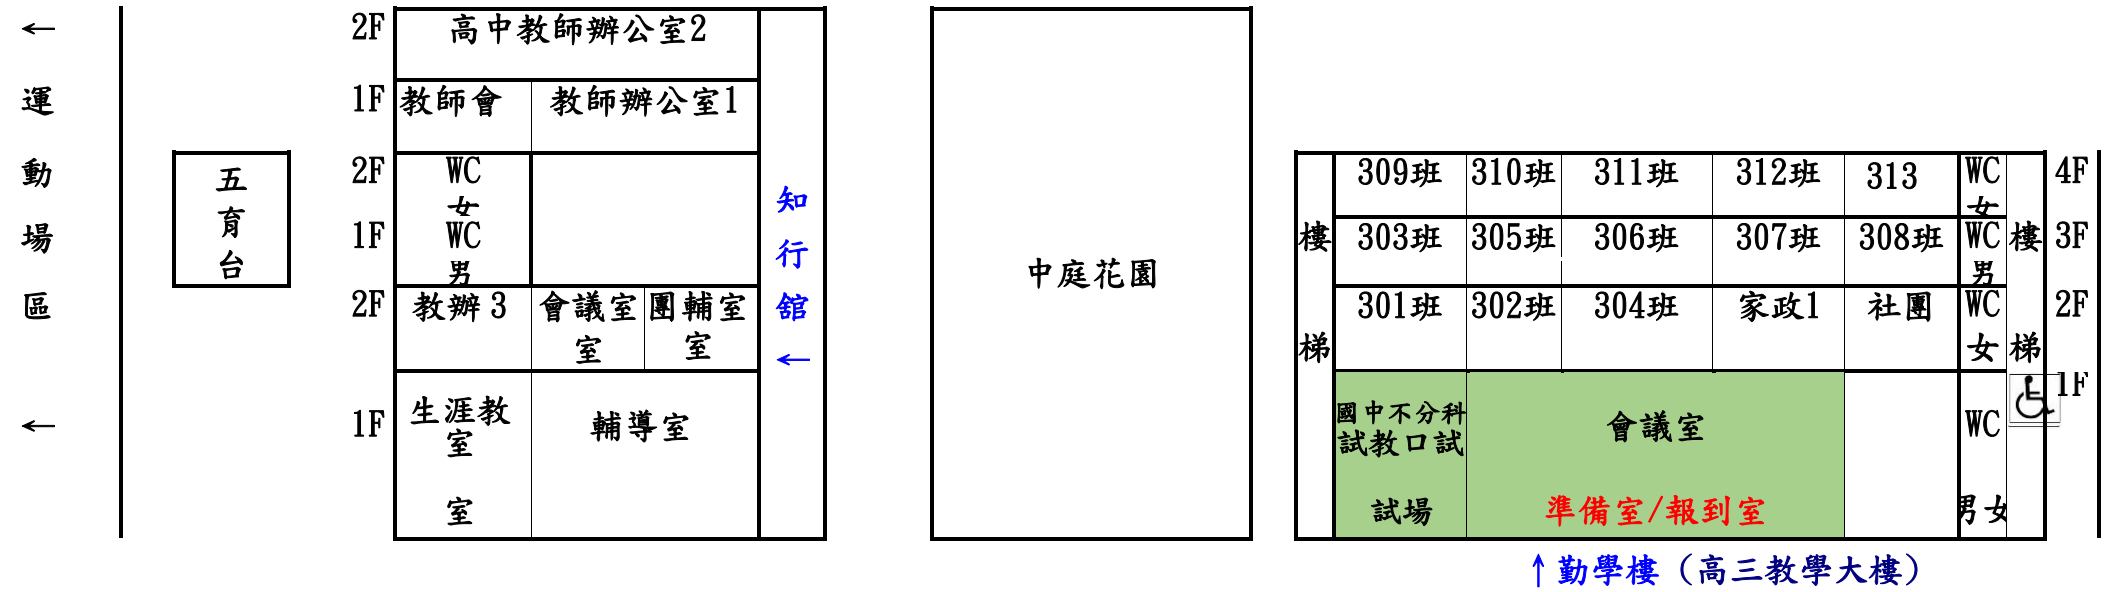 ←
運
動
場
區
←
五
育
台
2F 高中教師辦公室2
1F 教師會 教師辦公室1
2F WC
女
1F WC
男
2F 教辦 3 會議室 團輔室
室 室
1F 生涯教
室 輔導室
室
知
行
舘
←
中庭花園
樓
梯
309班 310班 311班 312班 313 WC 4F
女
303班 305班 306班 307班 308班 WC 3F
男
301班 302班 304班 家政1 社團 WC 2F
女
樓
梯
1F
國中不分科
試教口試 會議室 WC
試場 準備室/報到室 男女
↑勤學樓（高三教學大樓）